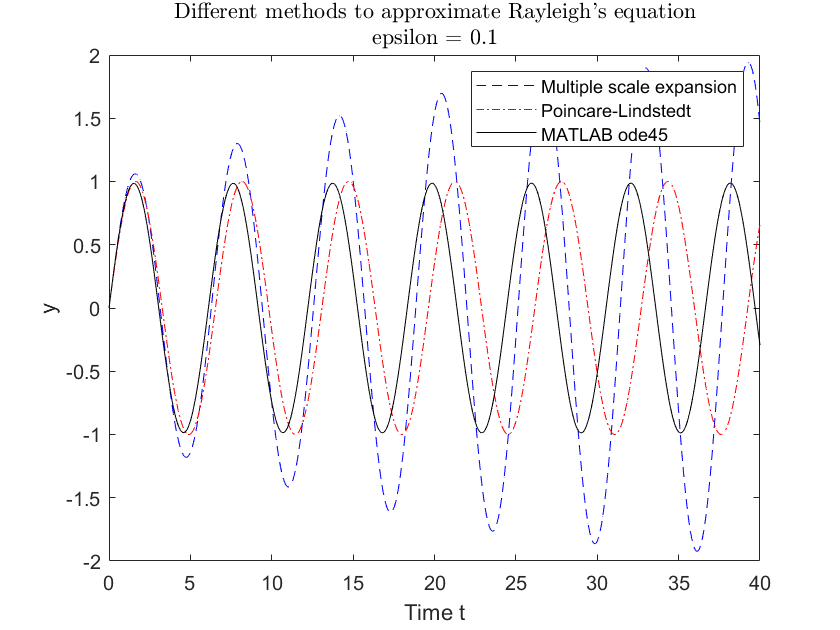 Different methods to approximate Rayleigh's equation
epsilon = 0.1
2
1.5
1
0.5
0
-0.5
-1
-1.5
-2
y
Multiple scale expansion
Poincare-Lindstedt
MATLAB ode45
0 5 10 15 20 25 30 35 40
Time t